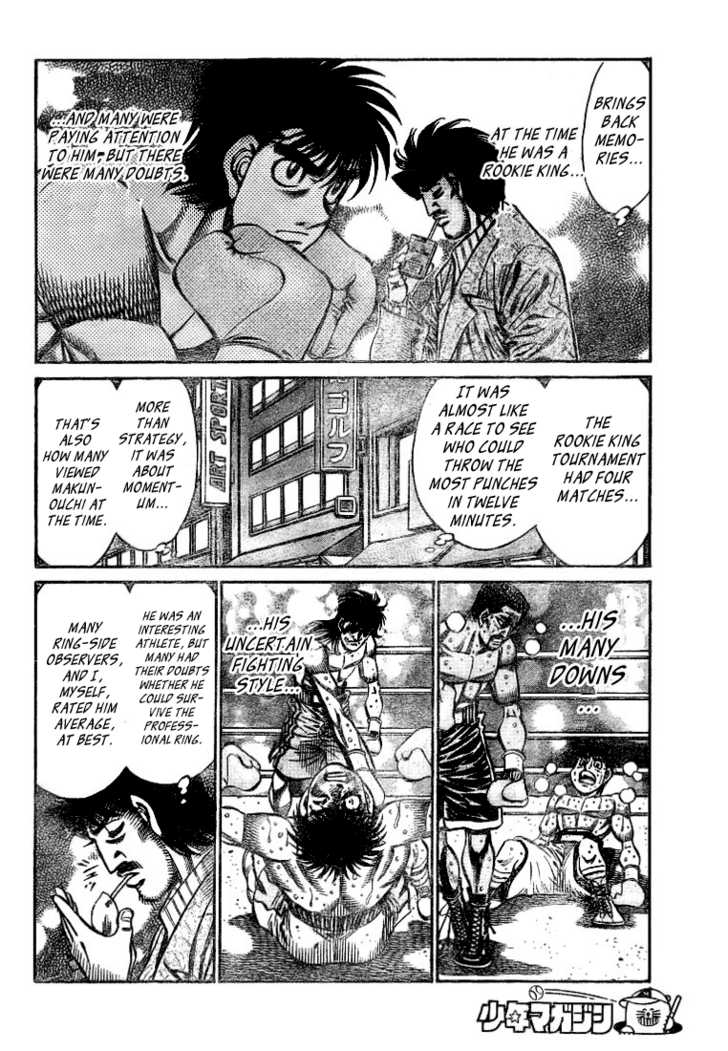 BRINGS
BACK
MEMO-
RIES...
AT THE TIME
HE WAS A
ROOKIE KING...
...AND MANY WERE
PAYING ATTENTION
TO HIM, BUT THERE
WERE MANY DOUBTS.
THE
ROOKIE KING
TOURNAMENT
HAD FOUR
MATCHES...
IT WAS
ALMOST LIKE
A RACE TO SEE
WHO COULD
THROW THE
MOST PUNCHES
IN TWELVE
MINUTES.
ゴルフ
ART SPORT
MORE
THAN
STRATEGY,
IT WAS
ABOUT
MOMENT-
UM...
THAT'S
ALSO
HOW MANY
VIEWED
MAKUN-
OUCHI AT
THE TIME.
...HIS
MANY
DOWNS
...
...HIS
UNCERTAIN
FIGHTING
STYLE...
HE WAS AN
INTERESTING
ATHLETE, BUT
MANY HAD
THEIR DOUBTS
WHETHER HE
COULD SUR-
VIVE THE
PROFESS-
IONAL RING.
MANY
RING-SIDE
OBSERVERS,
AND I,
MYSELF,
RATED HIM
AVERAGE,
AT BEST.
少年マガジン